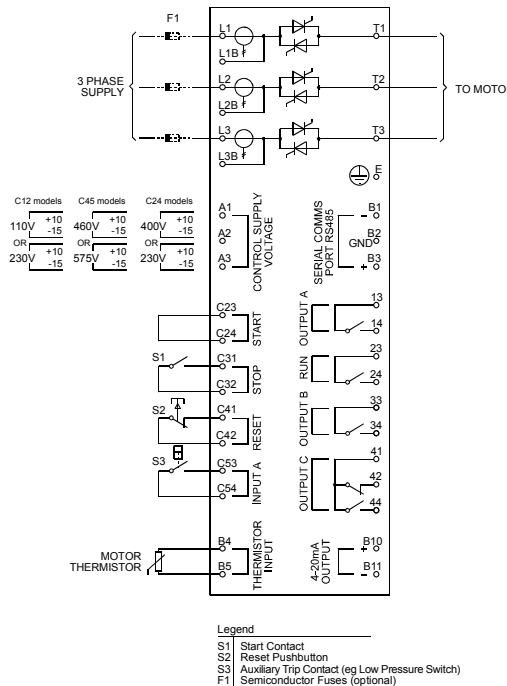 F1
L1
T1
L1B
3 PHASE
SUPPLY
L2
T2
TO MOTO
L2B
L3
T3
L3B
E
C12 models
C45 models
C24 models
110V +10 -15
460V +10 -15
400V +10 -15
OR
OR
OR
230V +10 -15
575V +10 -15
230V +10 -15
A1
A2
A3
CONTROL SUPPLY
VOLTAGE
SERIAL COMMS
PORT RS485
- B1
GND B2
+ B3
C23
C24
START
OUTPUT A
13
14
S1
C31
C32
STOP
RUN
23
24
S2
C41
C42
RESET
OUTPUT B
33
34
S3
C53
C54
INPUT A
OUTPUT C
41
42
44
MOTOR
THERMISTOR
B4
B5
THERMISTOR
INPUT
4-20mA
OUTPUT
+ B10
- B11
Legend
S1 Start Contact
S2 Reset Pushbutton
S3 Auxiliary Trip Contact (eg Low Pressure Switch)
F1 Semiconductor Fuses (optional)